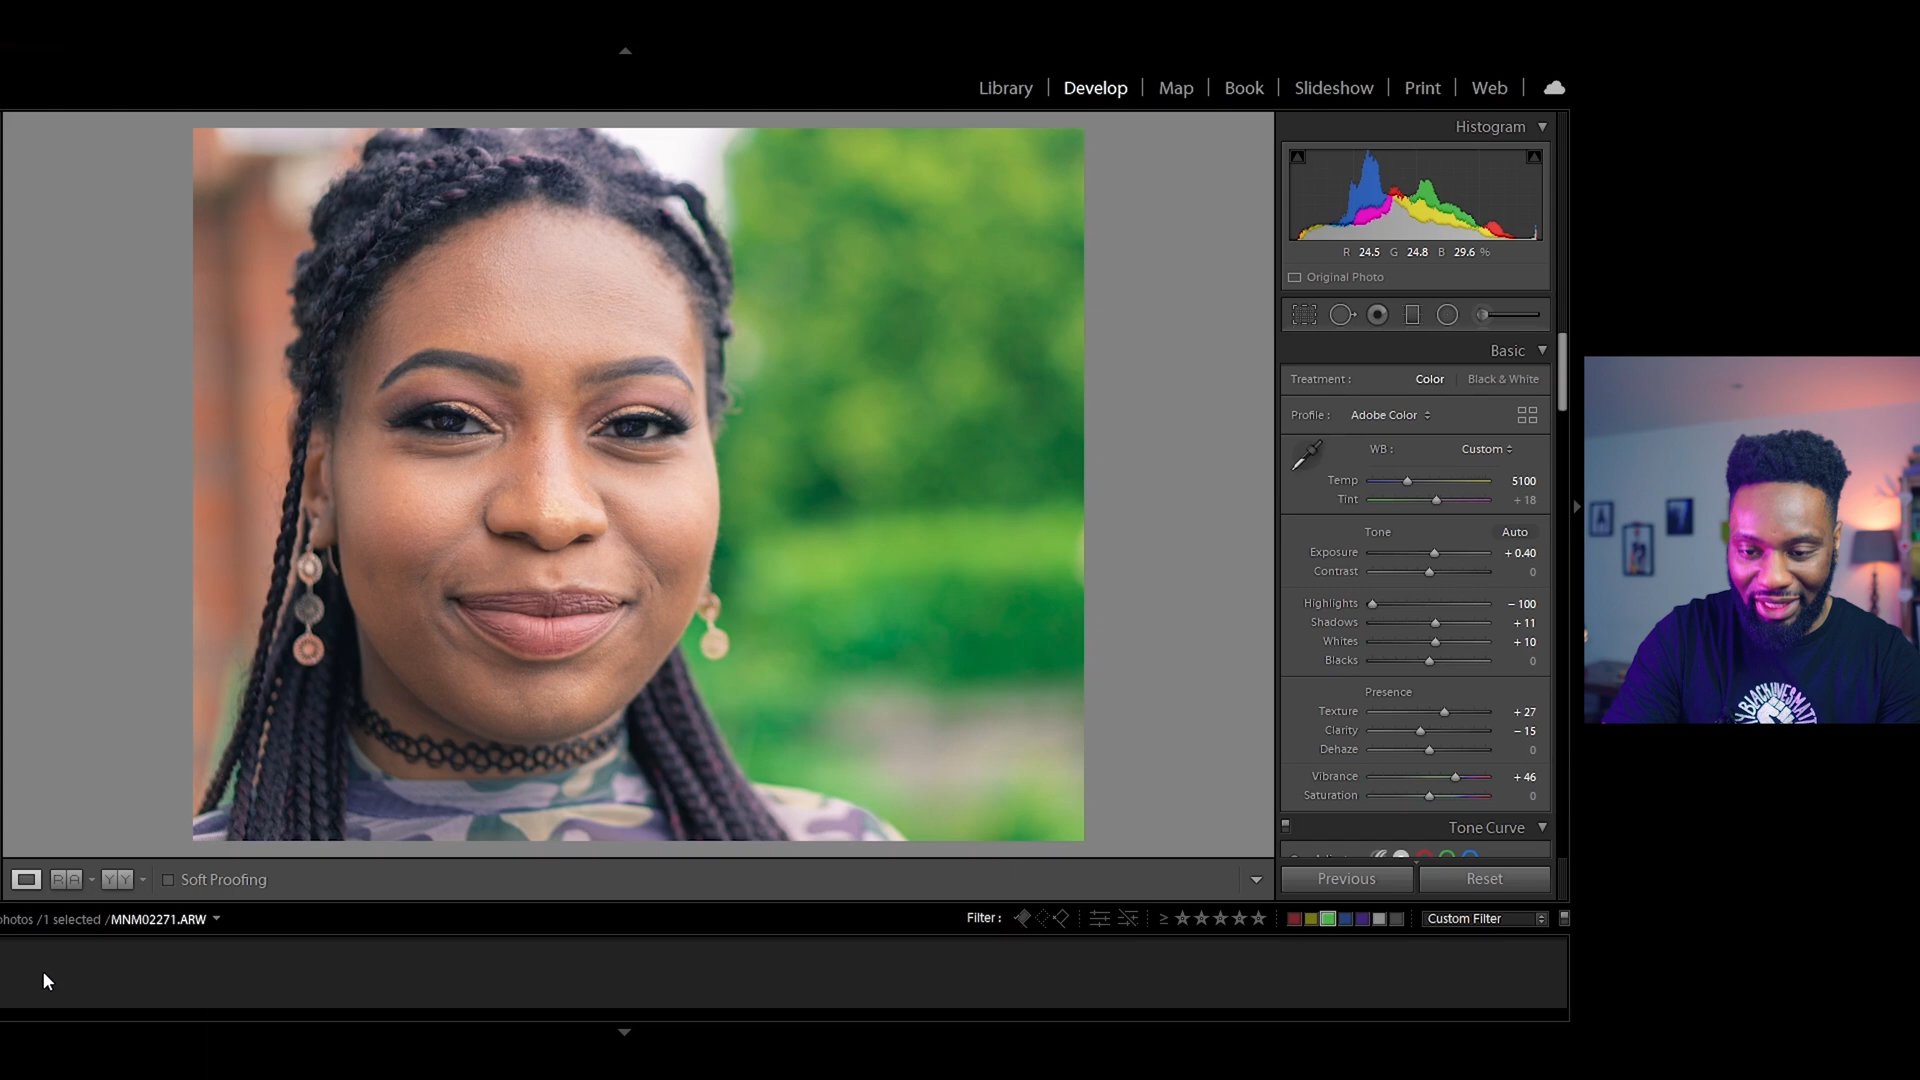 Library | Develop | Map | Book | Slideshow | Print | Web
Histogram
R 24.5 G 24.8 B 29.6 %
Original Photo
Basic
Treatment : Color | Black & White
Profile : Adobe Color
WB : Custom
Temp 5100
Tint + 18
Tone Auto
Exposure + 0.40
Contrast 0
Highlights − 100
Shadows + 11
Whites + 10
Blacks 0
Presence
Texture + 27
Clarity − 15
Dehaze 0
Vibrance + 46
Saturation 0
Tone Curve
R A Y Y Soft Proofing
Previous Reset
photos / 1 selected / MNM02271.ARW
Filter : ≥ Custom Filter